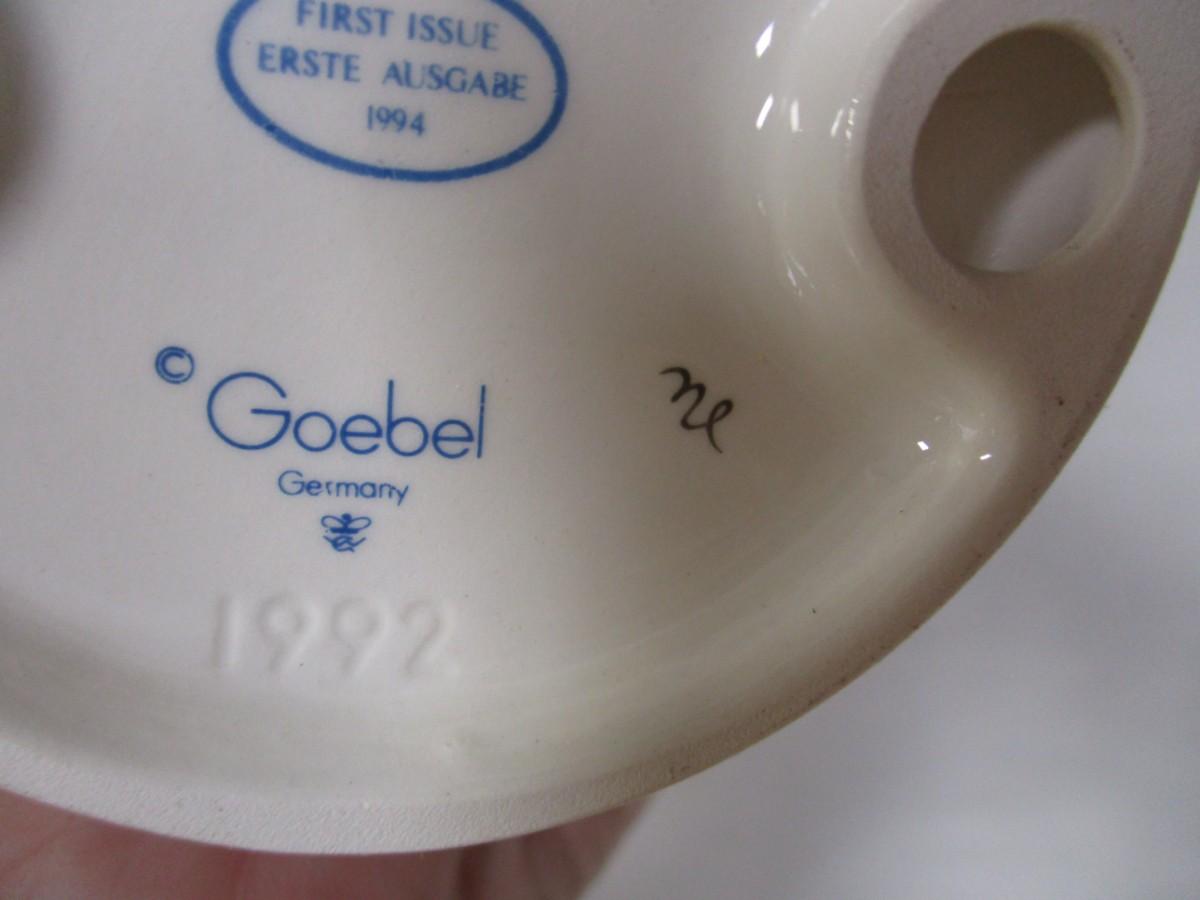 FIRST ISSUE
ERSTE AUSGABE
1994
© Goebel
Germany
1992